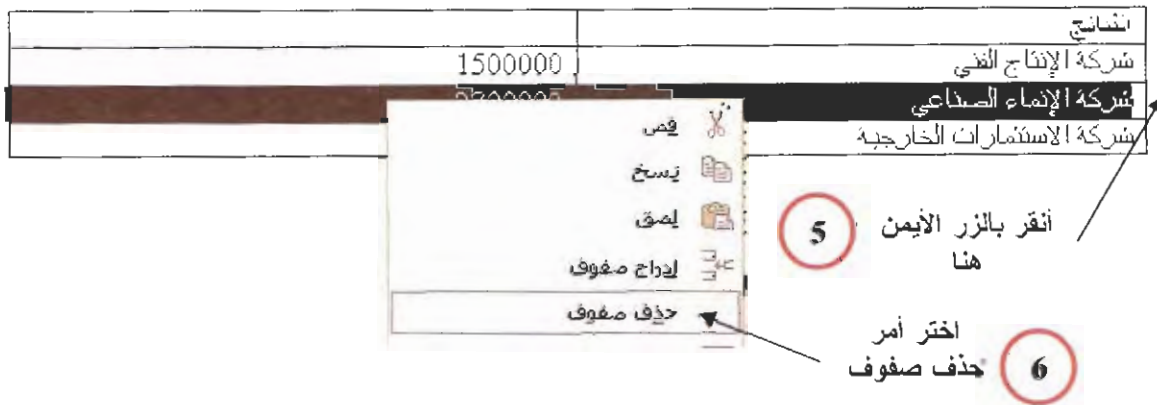 النتائج
شركة الإنتاج الفني
1500000
شركة الإنماء الصناعي
شركة الاستثمارات الخارجية
قص
نسخ
لصق
إدراج صفوف
حذف صفوف
5
أنقر بالزر الأيمن
هنا
6
اختر أمر
حذف صفوف